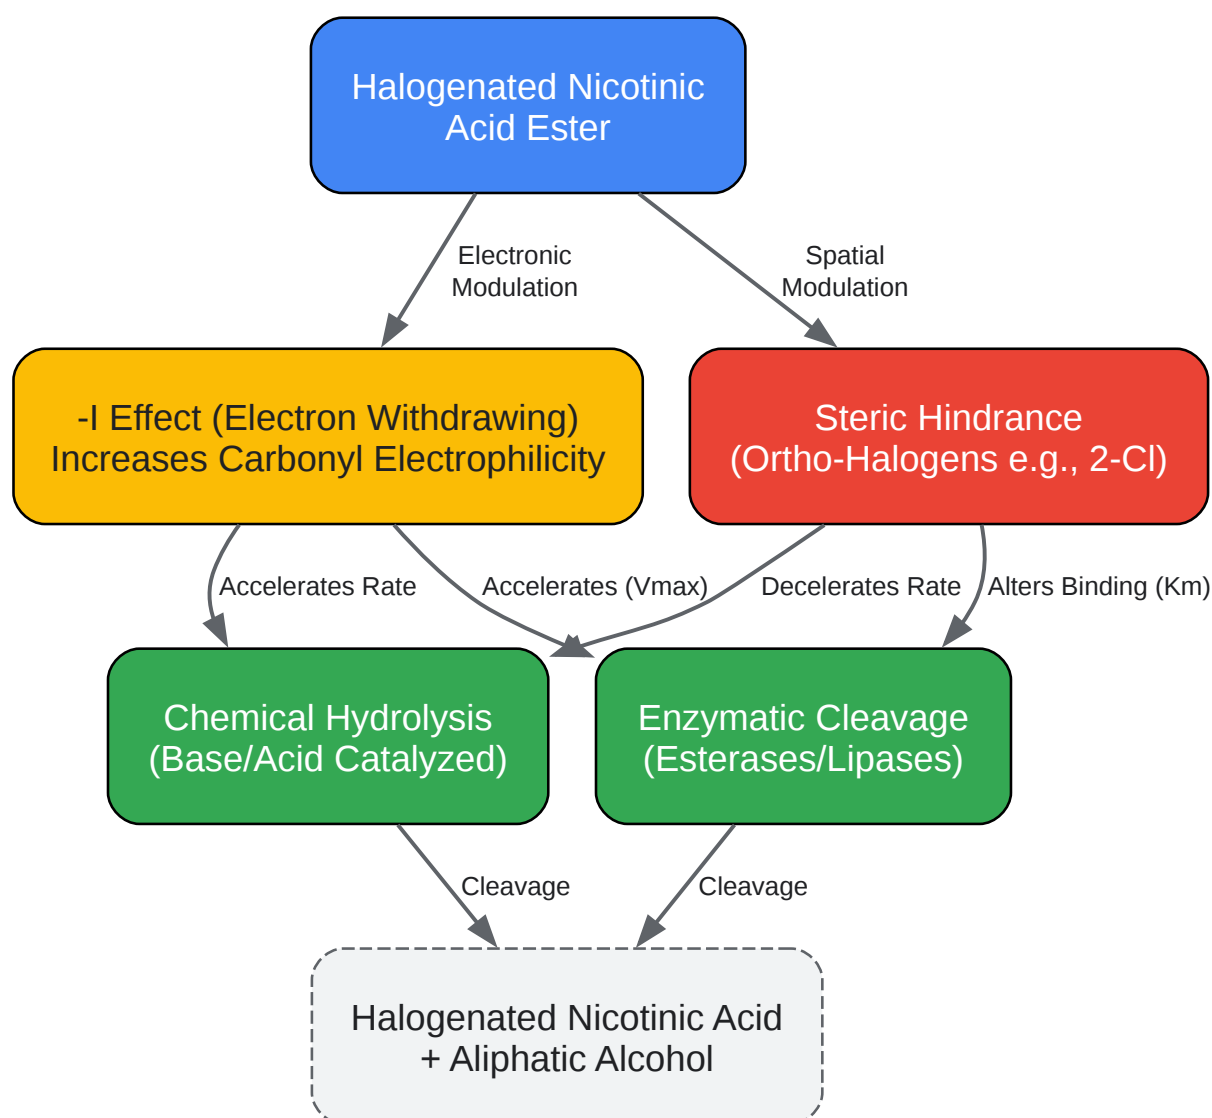 Halogenated Nicotinic
Acid Ester
Electronic
Modulation
Spatial
Modulation
-I Effect (Electron Withdrawing)
Increases Carbonyl Electrophilicity
Steric Hindrance
(Ortho-Halogens e.g., 2-Cl)
Accelerates Rate
Accelerates (Vmax)
Decelerates Rate
Alters Binding (Km)
Chemical Hydrolysis
(Base/Acid Catalyzed)
Enzymatic Cleavage
(Esterases/Lipases)
Cleavage
Cleavage
Halogenated Nicotinic Acid
+ Aliphatic Alcohol